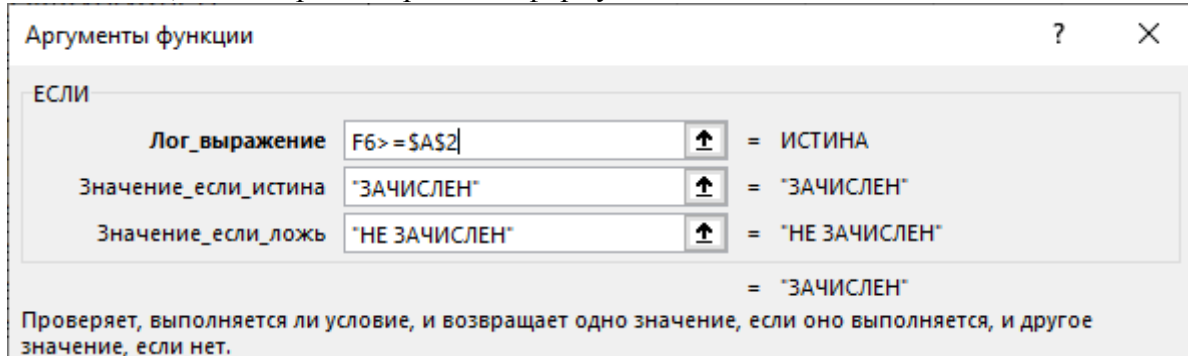 Аргументы функции ? ×
ЕСЛИ
Лог_выражение F6>=$A$2 = ИСТИНА
Значение_если_истина "ЗАЧИСЛЕН" = "ЗАЧИСЛЕН"
Значение_если_ложь "НЕ ЗАЧИСЛЕН" = "НЕ ЗАЧИСЛЕН"
= "ЗАЧИСЛЕН"
Проверяет, выполняется ли условие, и возвращает одно значение, если оно выполняется, и другое
значение, если нет.